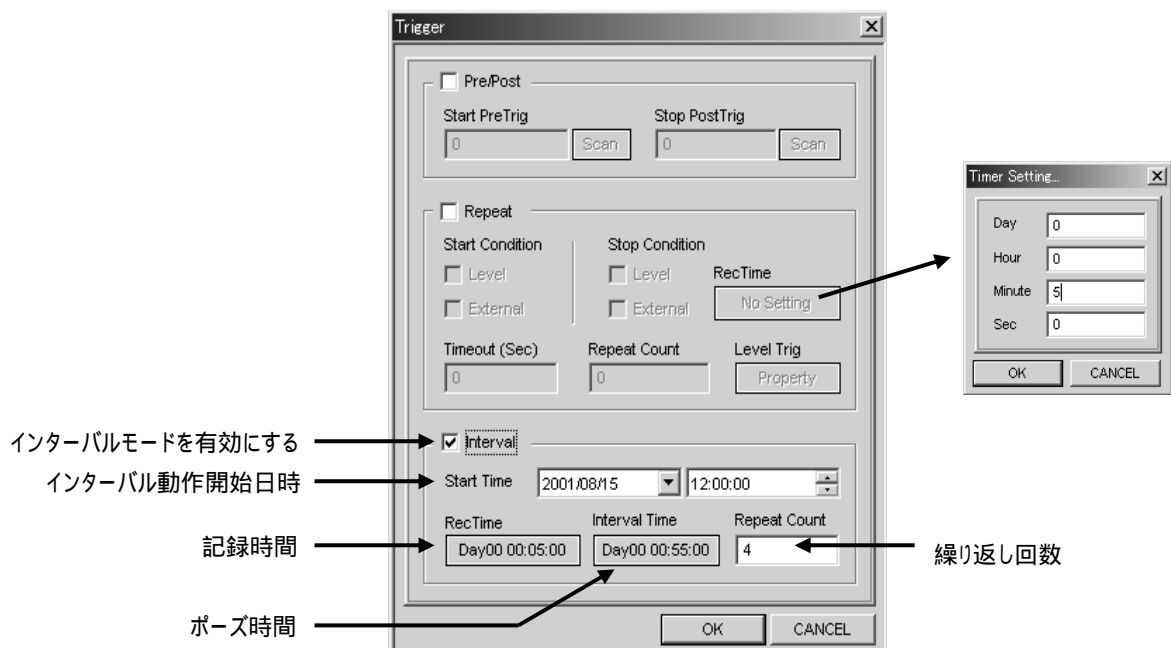 Trigger
Pre/Post
Start PreTrig
Stop PostTrig
0
Scan
0
Scan
Repeat
Start Condition
Stop Condition
Level
Level
RecTime
External
External
No Setting
Timeout (Sec)
Repeat Count
Level Trig
0
0
Property
Interval
Start Time
2001/08/15
12:00:00
RecTime
Interval Time
Repeat Count
Day00 00:05:00
Day00 00:55:00
4
OK
CANCEL
Timer Setting...
Day
0
Hour
0
Minute
5
Sec
0
OK
CANCEL
インターバルモードを有効にする
インターバル動作開始日時
記録時間
ポーズ時間
繰り返し回数